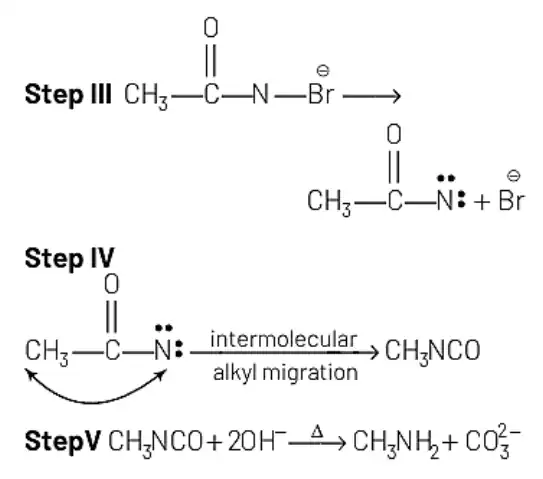 O
||
⊖
Step III CH₃—C—N—Br ⟶
O
||
⊖
CH₃—C—N̈: + Br
Step IV
O
||
CH₃—C—N̈: intermolecular alkyl migration ⟶ CH₃NCO
Step V CH₃NCO + 2OH⁻ —Δ→ CH₃NH₂ + CO₃²⁻